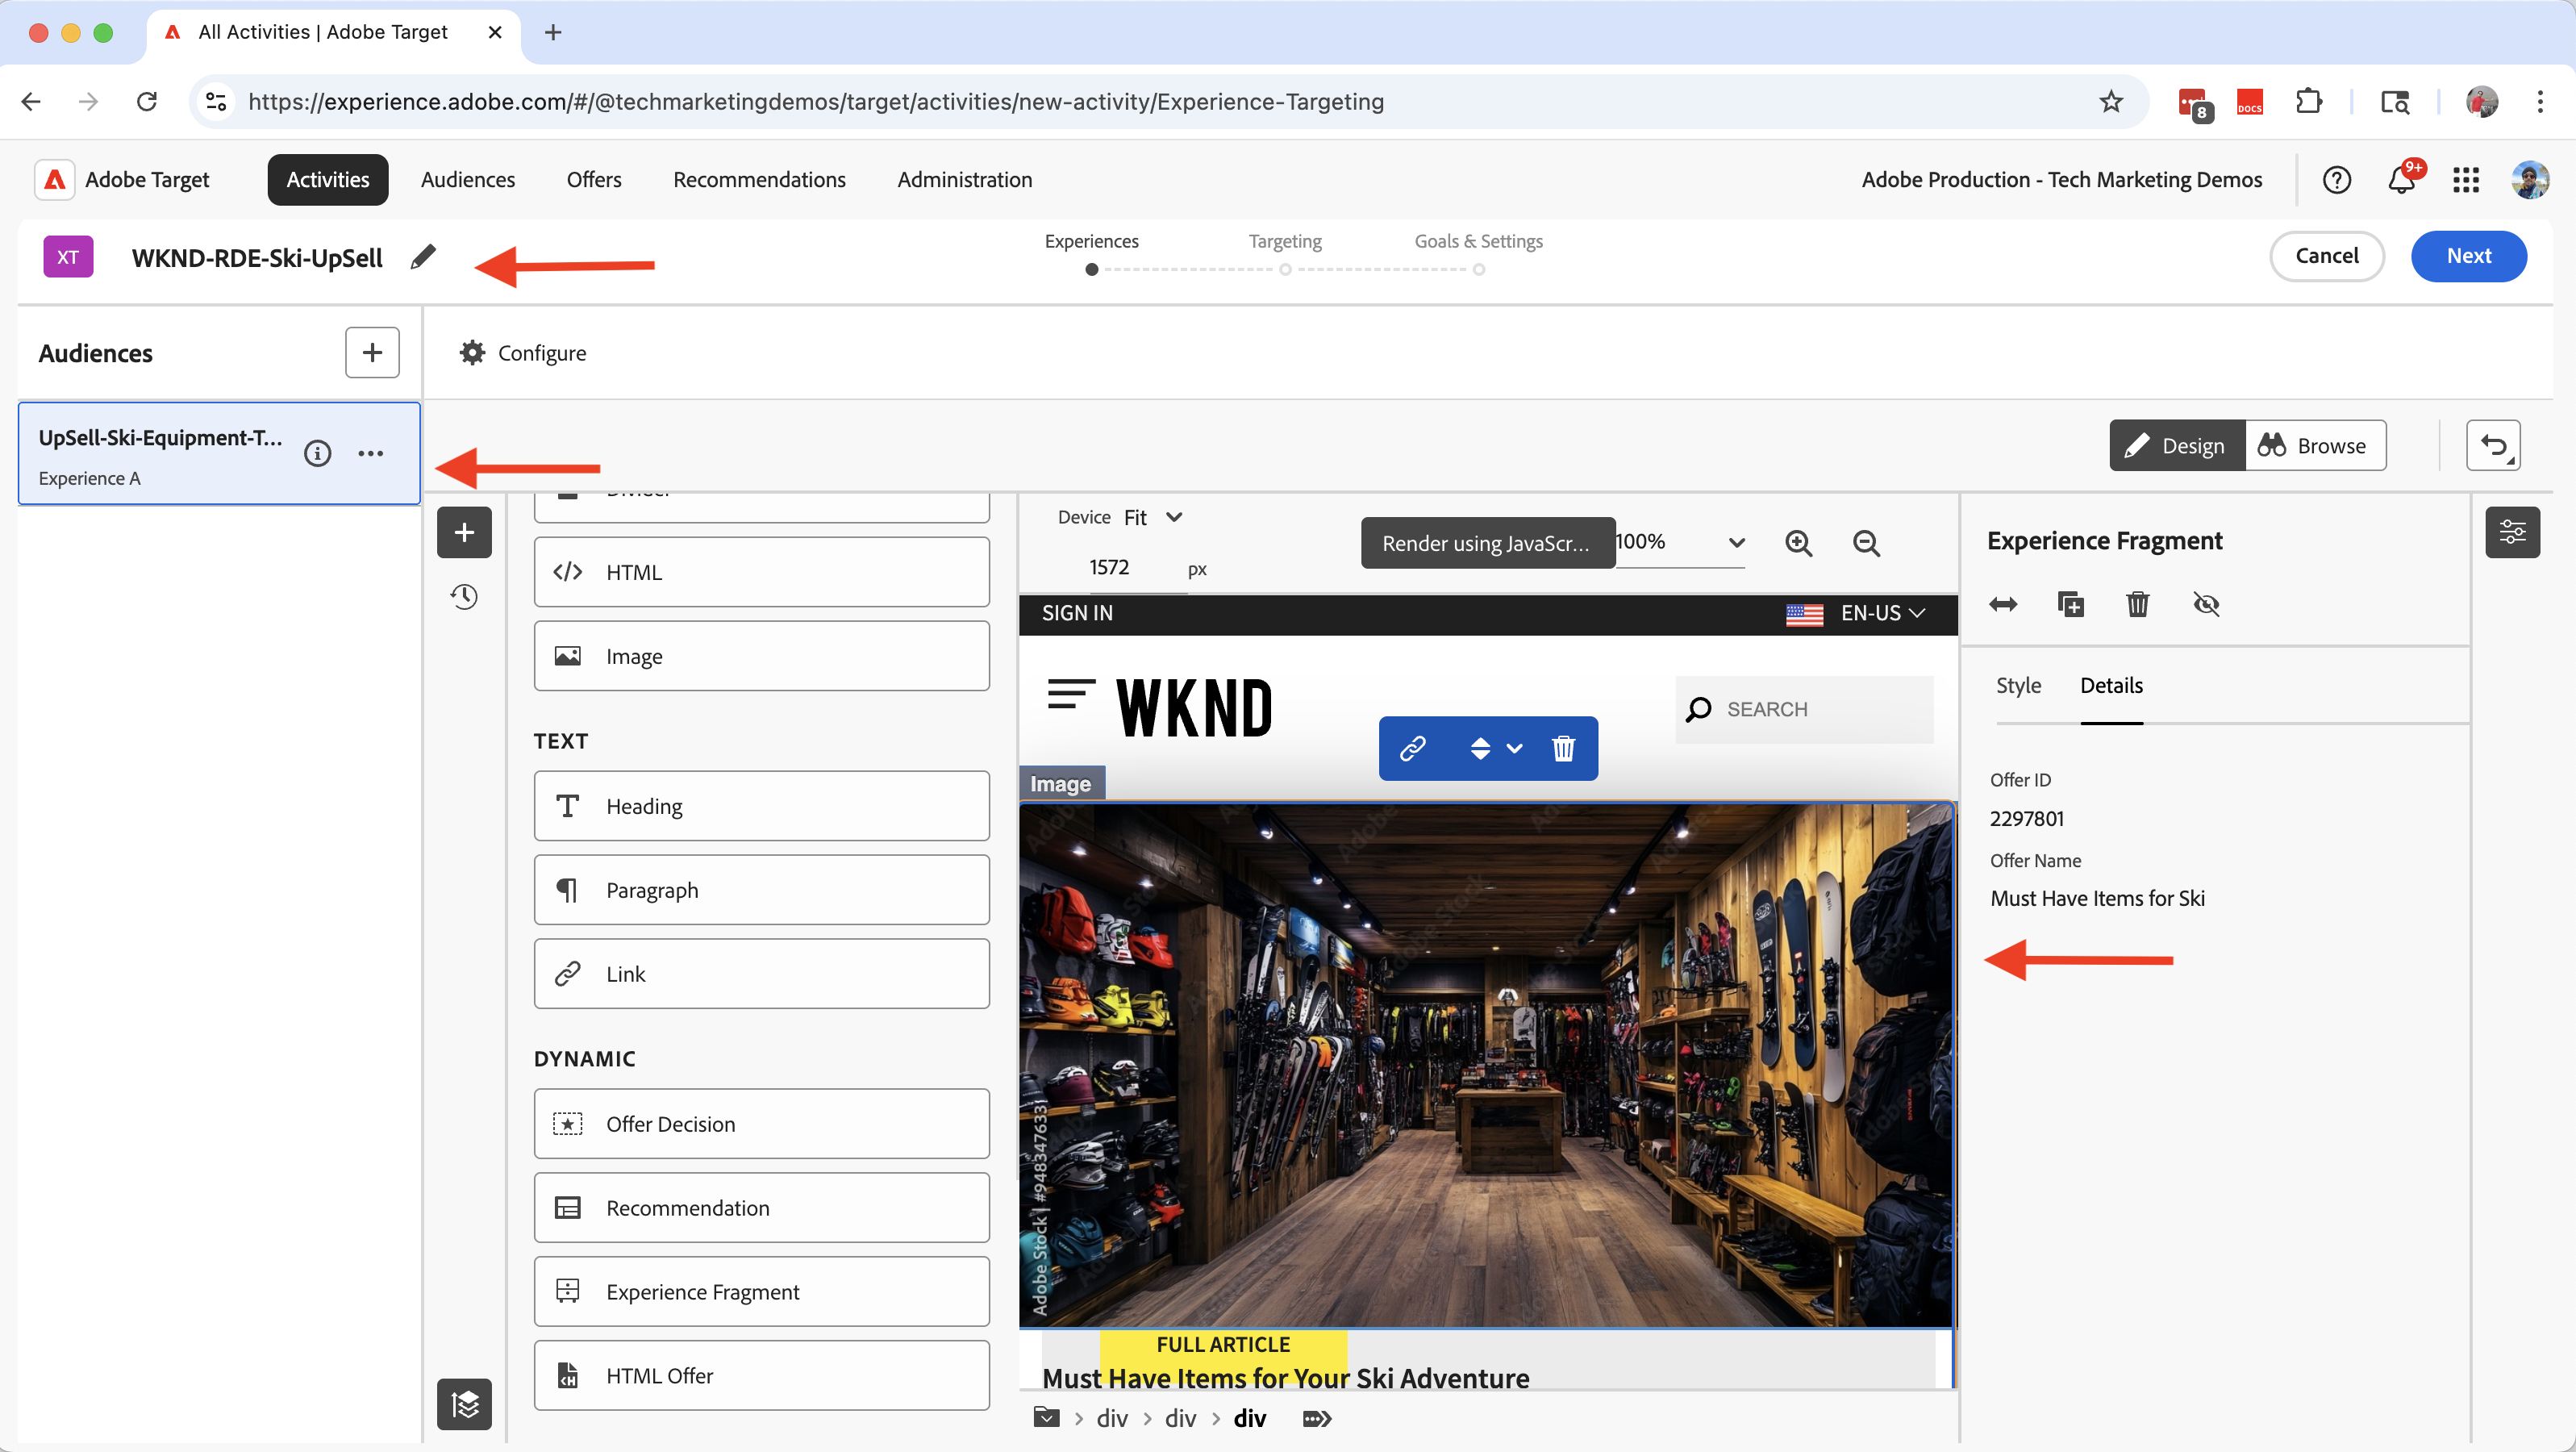 All Activities | Adobe Target
https://experience.adobe.com/#/@techmarketingdemos/target/activities/new-activity/Experience-Targeting
8
DOCS
Adobe Target
Activities
Audiences
Offers
Recommendations
Administration
Adobe Production - Tech Marketing Demos
9+
XT
WKND-RDE-Ski-UpSell
Experiences
Targeting
Goals & Settings
Cancel
Next
Audiences
Configure
UpSell-Ski-Equipment-T...
Experience A
Design
Browse
Divider
HTML
Image
TEXT
Heading
Paragraph
Link
DYNAMIC
Offer Decision
Recommendation
Experience Fragment
HTML Offer
Device Fit
1572 px
Render using JavaScr...
100%
SIGN IN
EN-US
WKND
SEARCH
Image
Adobe Stock | #948347633
FULL ARTICLE
Must Have Items for Your Ski Adventure
div
div
div
Experience Fragment
Style
Details
Offer ID
2297801
Offer Name
Must Have Items for Ski